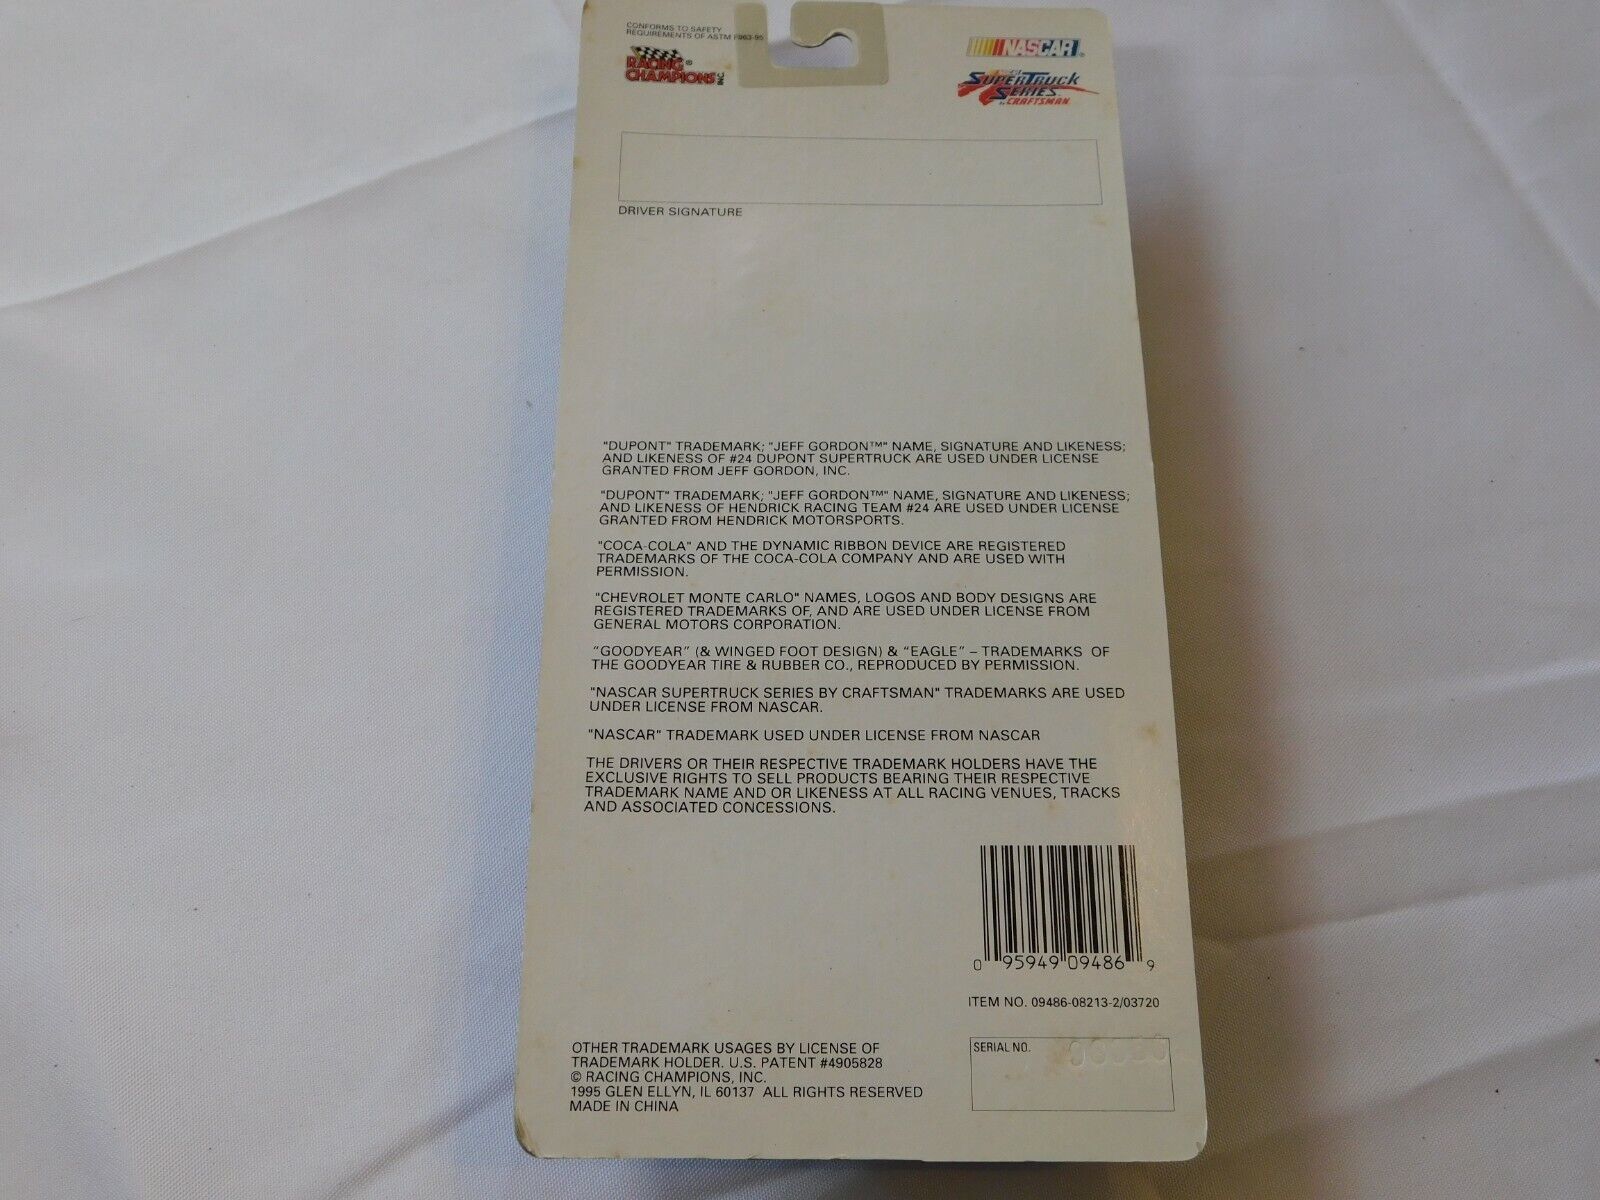 CONFORMS TO SAFETY
REQUIREMENTS OF ASTM F963-95
RACING®
CHAMPIONS INC.
NASCAR
SUPERTRUCK
SERIES
by CRAFTSMAN
DRIVER SIGNATURE
"DUPONT" TRADEMARK; "JEFF GORDON™" NAME, SIGNATURE AND LIKENESS;
AND LIKENESS OF #24 DUPONT SUPERTRUCK ARE USED UNDER LICENSE
GRANTED FROM JEFF GORDON, INC.
"DUPONT" TRADEMARK; "JEFF GORDON™" NAME, SIGNATURE AND LIKENESS;
AND LIKENESS OF HENDRICK RACING TEAM #24 ARE USED UNDER LICENSE
GRANTED FROM HENDRICK MOTORSPORTS.
"COCA-COLA" AND THE DYNAMIC RIBBON DEVICE ARE REGISTERED
TRADEMARKS OF THE COCA-COLA COMPANY AND ARE USED WITH
PERMISSION.
"CHEVROLET MONTE CARLO" NAMES, LOGOS AND BODY DESIGNS ARE
REGISTERED TRADEMARKS OF, AND ARE USED UNDER LICENSE FROM
GENERAL MOTORS CORPORATION.
"GOODYEAR" (& WINGED FOOT DESIGN) & "EAGLE" – TRADEMARKS OF
THE GOODYEAR TIRE & RUBBER CO., REPRODUCED BY PERMISSION.
"NASCAR SUPERTRUCK SERIES BY CRAFTSMAN" TRADEMARKS ARE USED
UNDER LICENSE FROM NASCAR.
"NASCAR" TRADEMARK USED UNDER LICENSE FROM NASCAR
THE DRIVERS OR THEIR RESPECTIVE TRADEMARK HOLDERS HAVE THE
EXCLUSIVE RIGHTS TO SELL PRODUCTS BEARING THEIR RESPECTIVE
TRADEMARK NAME AND OR LIKENESS AT ALL RACING VENUES, TRACKS
AND ASSOCIATED CONCESSIONS.
0 95949 09486 9
ITEM NO. 09486-08213-2/03720
OTHER TRADEMARK USAGES BY LICENSE OF
TRADEMARK HOLDER. U.S. PATENT #4905828
© RACING CHAMPIONS, INC.
1995 GLEN ELLYN, IL 60137 ALL RIGHTS RESERVED
MADE IN CHINA
SERIAL NO.